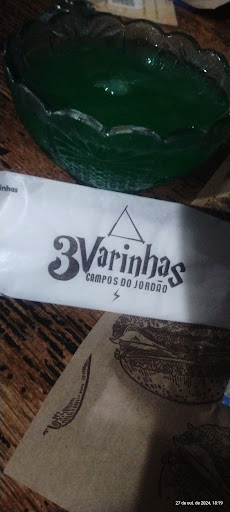 inhas
3Varinhas
CAMPOS DO JORDÃO
27 de out. de 2024, 18:19